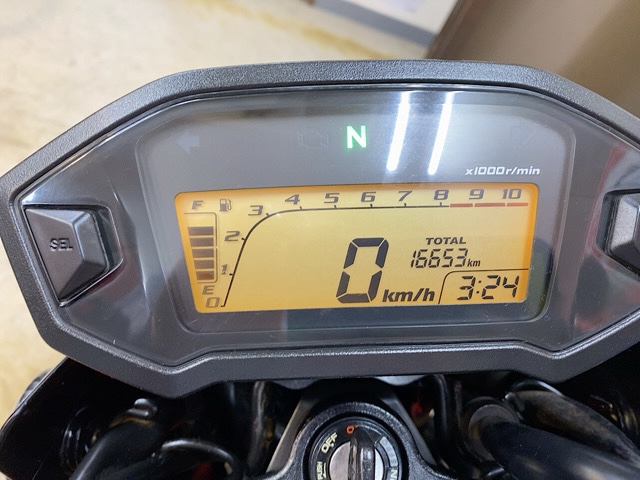 N
x1000r/min
F
3 4 5 6 7 8 9 10
2
1
E
0
SEL
TOTAL
16653km
0 km/h
3:24
OFF